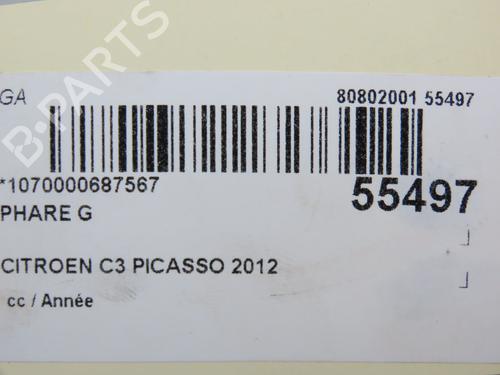 GA
80802001 55497
*1070000687567
55497
PHARE G
CITROEN C3 PICASSO 2012
cc / Année
B-PARTS